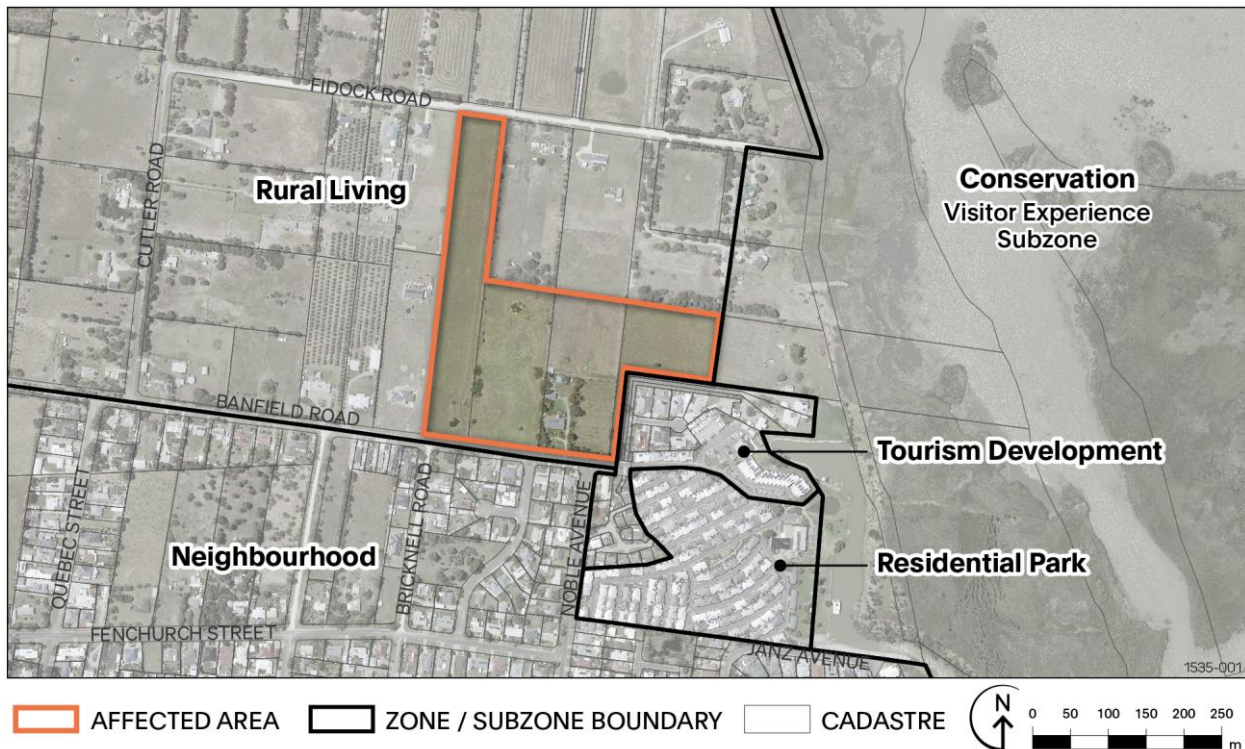 FIDOCK ROAD
Rural Living
CUTLER ROAD
Conservation
Visitor Experience
Subzone
BANFIELD ROAD
Tourism Development
QUEBEC STREET
Neighbourhood
BRICKNELL ROAD
NOBLE AVENUE
Residential Park
FENCHURCH STREET
JANZ AVENUE
1535-001
AFFECTED AREA
ZONE / SUBZONE BOUNDARY
CADASTRE
N
0 50 100 150 200 250
m